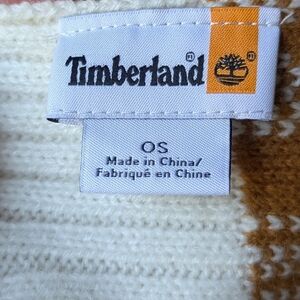 Timberland
OS
Made in China/
Fabriqué en Chine